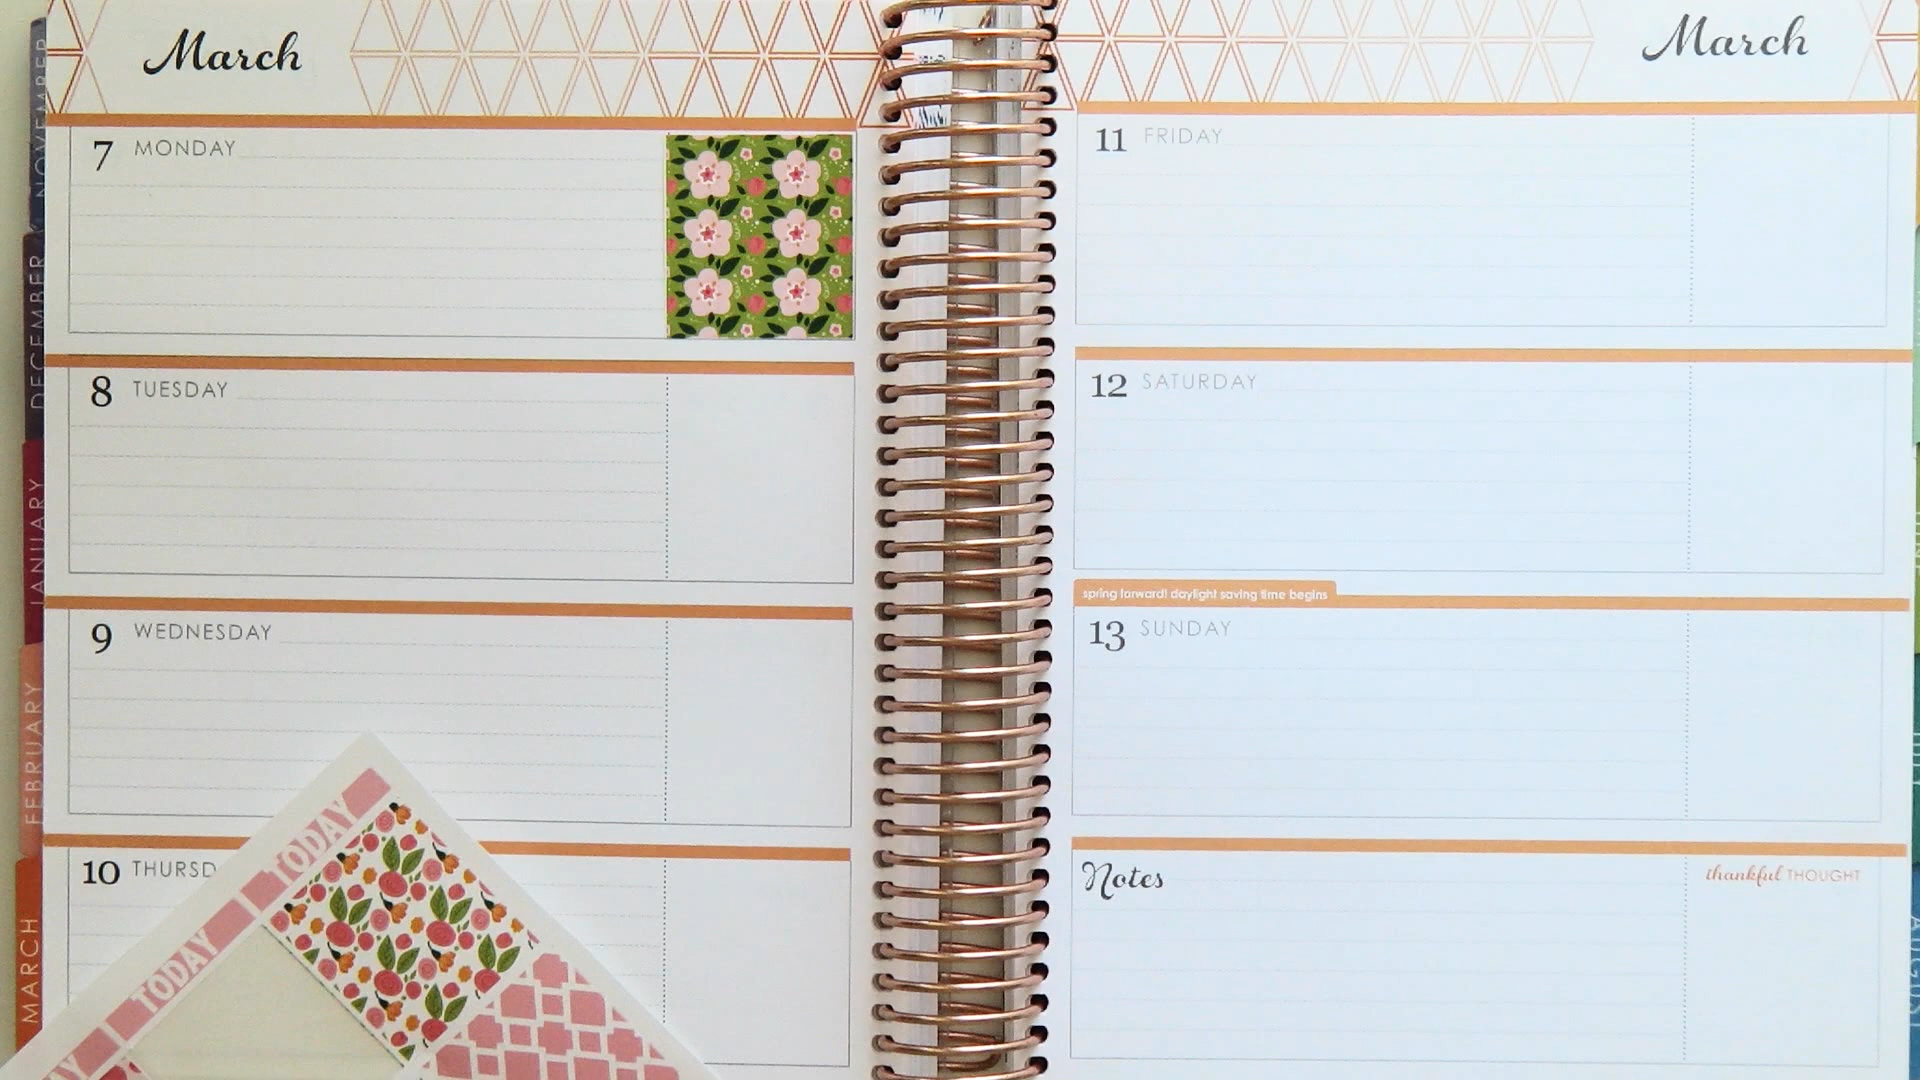 March
7 MONDAY
8 TUESDAY
9 WEDNESDAY
10 THURSD
March
11 FRIDAY
12 SATURDAY
spring forward! daylight saving time begins
13 SUNDAY
Notes
thankful THOUGHT
NOVEMBER
DECEMBER
JANUARY
FEBRUARY
MARCH
TODAY
TODAY
AY